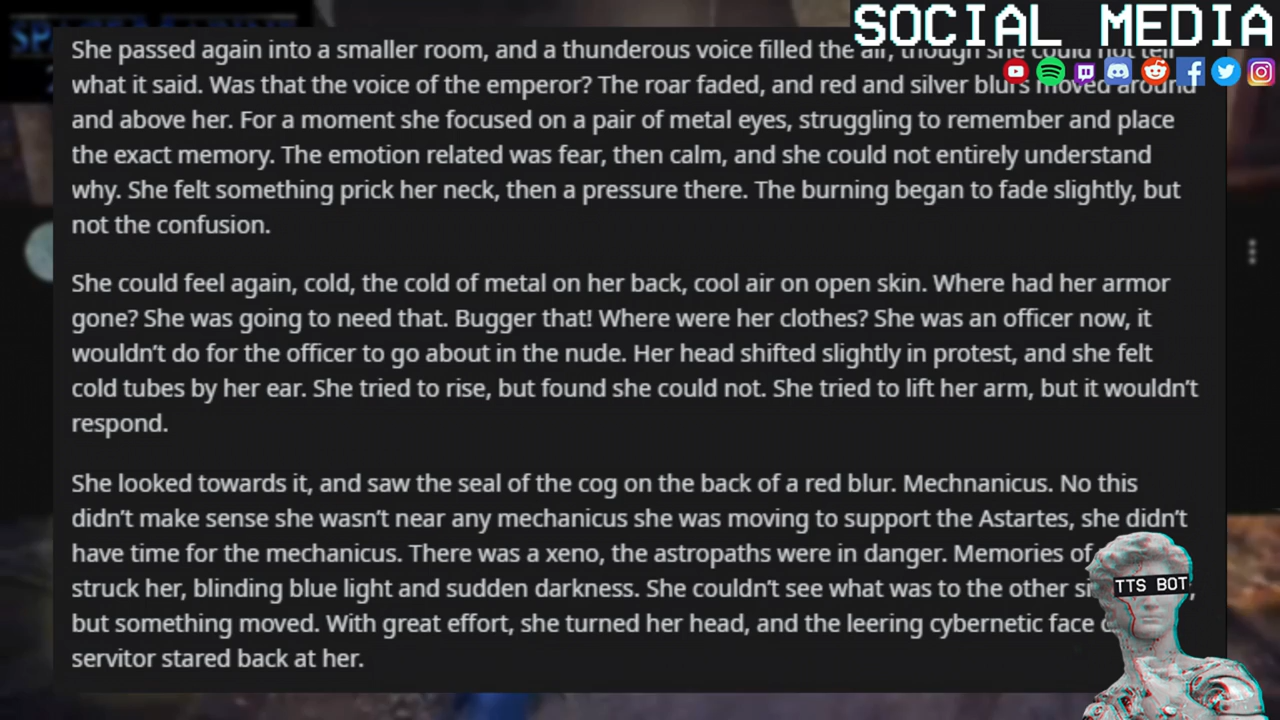 SOCIAL MEDIA
She passed again into a smaller room, and a thunderous voice filled the air, though she could not tell
what it said. Was that the voice of the emperor? The roar faded, and red and silver blurs moved around
and above her. For a moment she focused on a pair of metal eyes, struggling to remember and place
the exact memory. The emotion related was fear, then calm, and she could not entirely understand
why. She felt something prick her neck, then a pressure there. The burning began to fade slightly, but
not the confusion.
She could feel again, cold, the cold of metal on her back, cool air on open skin. Where had her armor
gone? She was going to need that. Bugger that! Where were her clothes? She was an officer now, it
wouldn’t do for the officer to go about in the nude. Her head shifted slightly in protest, and she felt
cold tubes by her ear. She tried to rise, but found she could not. She tried to lift her arm, but it wouldn’t
respond.
She looked towards it, and saw the seal of the cog on the back of a red blur. Mechnanicus. No this
didn’t make sense she wasn’t near any mechanicus she was moving to support the Astartes, she didn’t
have time for the mechanicus. There was a xeno, the astropaths were in danger. Memories of
struck her, blinding blue light and sudden darkness. She couldn’t see what was to the other
but something moved. With great effort, she turned her head, and the leering cybernetic face
servitor stared back at her.
TTS BOT